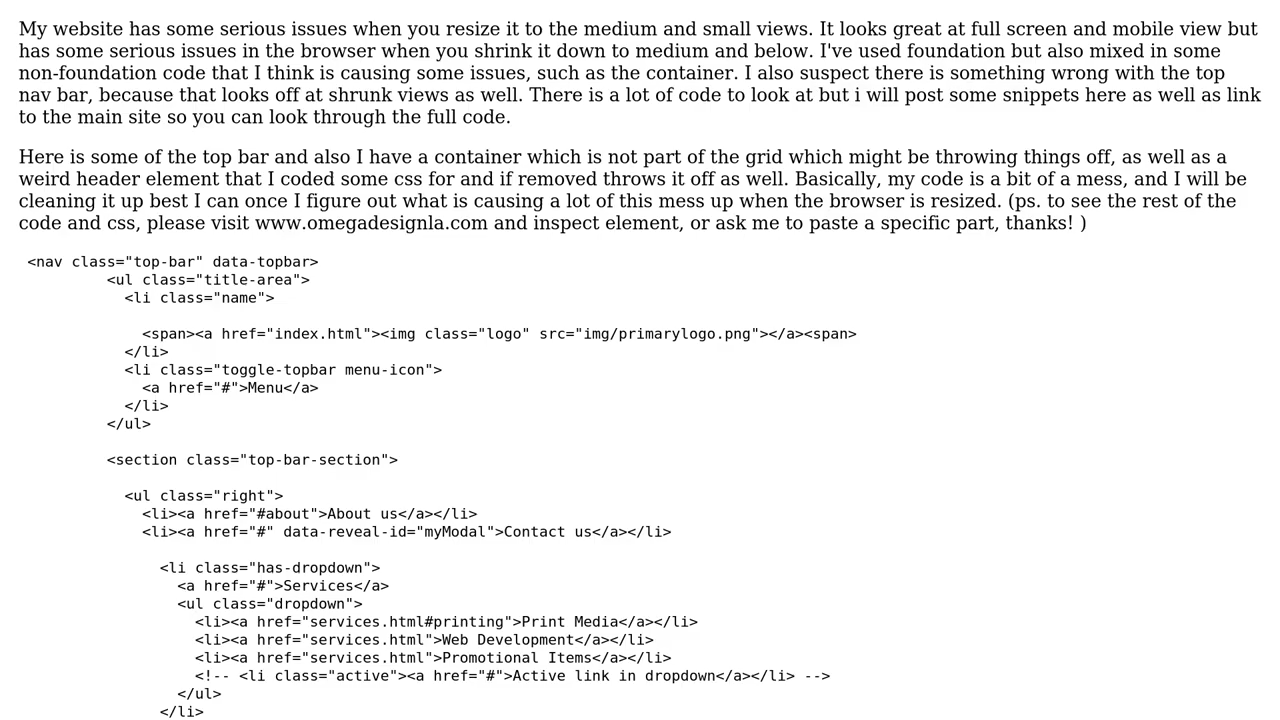 My website has some serious issues when you resize it to the medium and small views. It looks great at full screen and mobile view but
has some serious issues in the browser when you shrink it down to medium and below. I've used foundation but also mixed in some
non-foundation code that I think is causing some issues, such as the container. I also suspect there is something wrong with the top
nav bar, because that looks off at shrunk views as well. There is a lot of code to look at but i will post some snippets here as well as link
to the main site so you can look through the full code.
Here is some of the top bar and also I have a container which is not part of the grid which might be throwing things off, as well as a
weird header element that I coded some css for and if removed throws it off as well. Basically, my code is a bit of a mess, and I will be
cleaning it up best I can once I figure out what is causing a lot of this mess up when the browser is resized. (ps. to see the rest of the
code and css, please visit www.omegadesignla.com and inspect element, or ask me to paste a specific part, thanks! )
<nav class="top-bar" data-topbar>
<ul class="title-area">
<li class="name">
<span><a href="index.html"><img class="logo" src="img/primarylogo.png"></a><span>
</li>
<li class="toggle-topbar menu-icon">
<a href="#">Menu</a>
</li>
</ul>
<section class="top-bar-section">
<ul class="right">
<li><a href="#about">About us</a></li>
<li><a href="#" data-reveal-id="myModal">Contact us</a></li>
<li class="has-dropdown">
<a href="#">Services</a>
<ul class="dropdown">
<li><a href="services.html#printing">Print Media</a></li>
<li><a href="services.html">Web Development</a></li>
<li><a href="services.html">Promotional Items</a></li>
<!-- <li class="active"><a href="#">Active link in dropdown</a></li> -->
</ul>
</li>